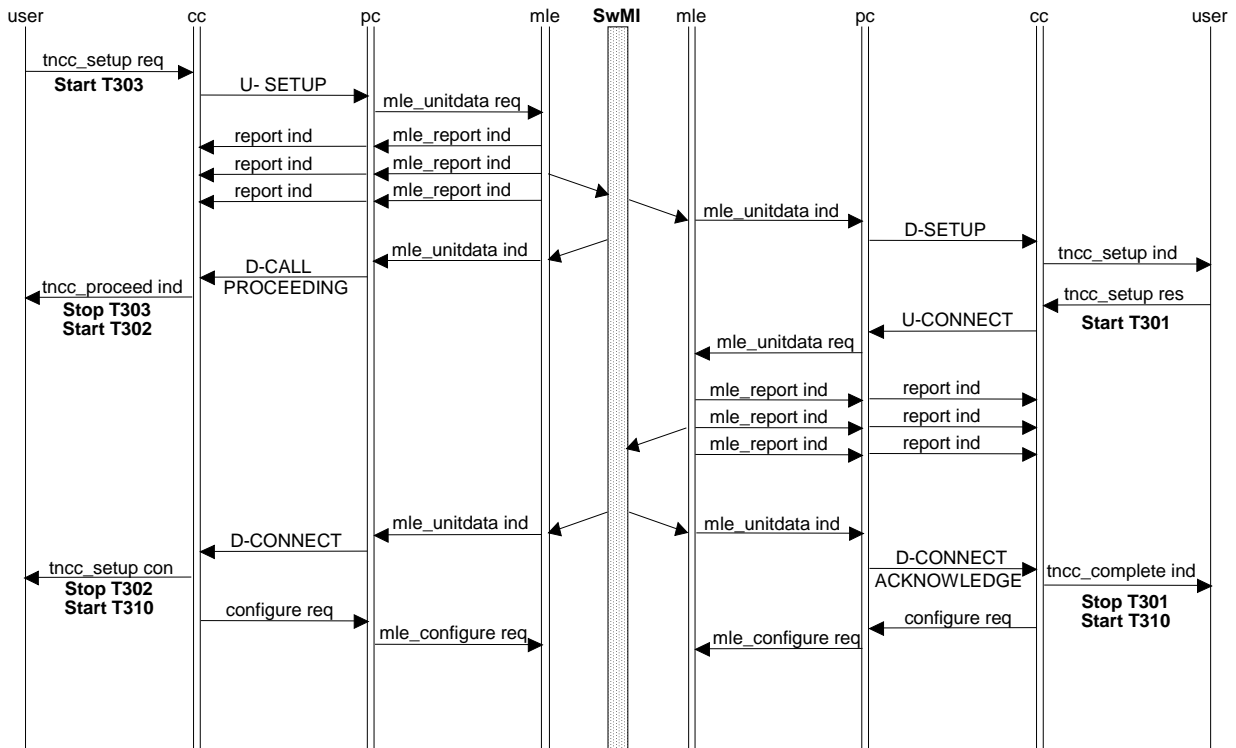 user cc pc mle SwMI mle pc cc user
tncc_setup req
Start T303
U- SETUP
mle_unitdata req
report ind mle_report ind
report ind mle_report ind
report ind mle_report ind
mle_unitdata ind
D-SETUP
tncc_setup ind
mle_unitdata ind
D-CALL
PROCEEDING
tncc_proceed ind
Stop T303
Start T302
tncc_setup res
Start T301
U-CONNECT
mle_unitdata req
mle_report ind report ind
mle_report ind report ind
mle_report ind report ind
mle_unitdata ind mle_unitdata ind
D-CONNECT
tncc_setup con
Stop T302
Start T310
D-CONNECT
ACKNOWLEDGE
tncc_complete ind
Stop T301
Start T310
configure req
mle_configure req
configure req
mle_configure req